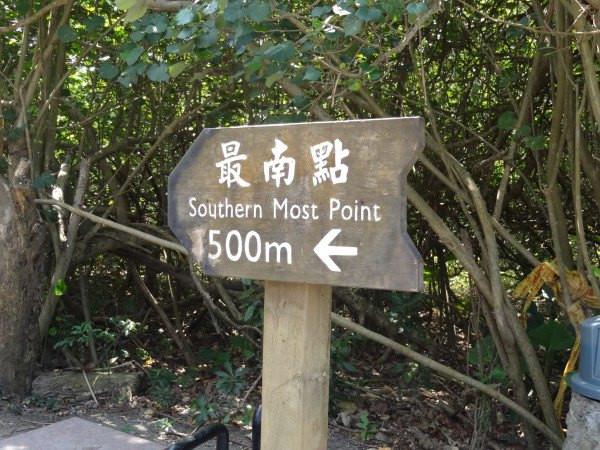 最南點
Southern Most Point
500m ←